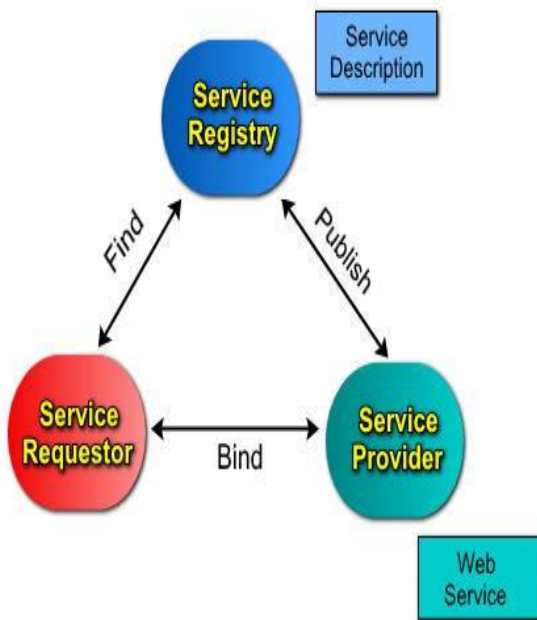 Service
Description
Service
Registry
Find
Publish
Service
Requestor
Bind
Service
Provider
Web
Service